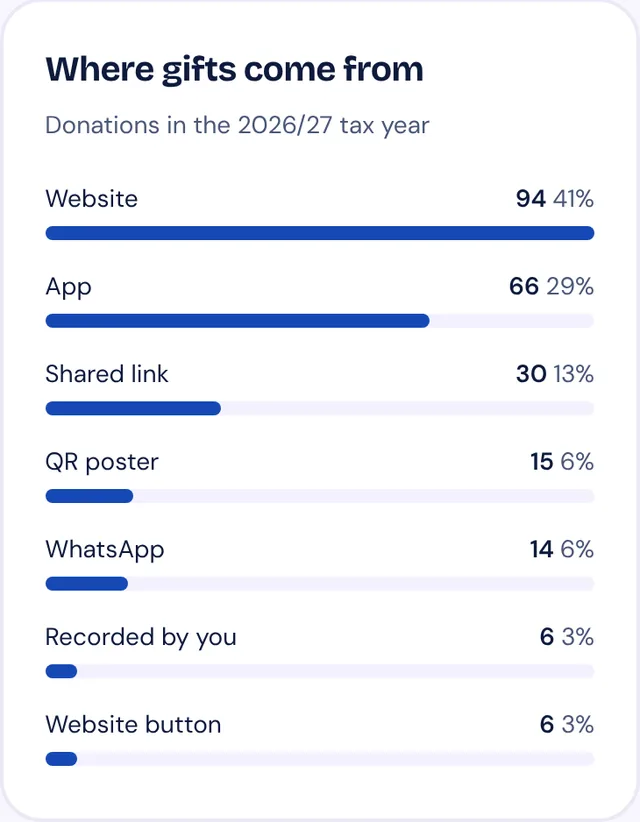 Where gifts come from
Donations in the 2026/27 tax year
Website 94 41%
App 66 29%
Shared link 30 13%
QR poster 15 6%
WhatsApp 14 6%
Recorded by you 6 3%
Website button 6 3%